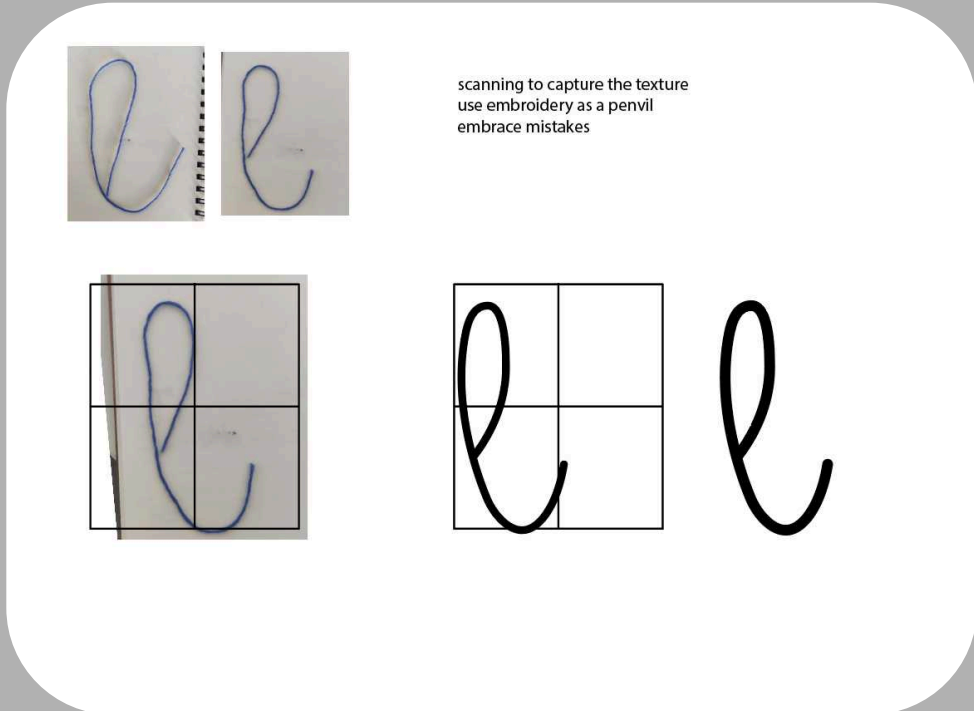 scanning to capture the texture
use embroidery as a penvil
embrace mistakes